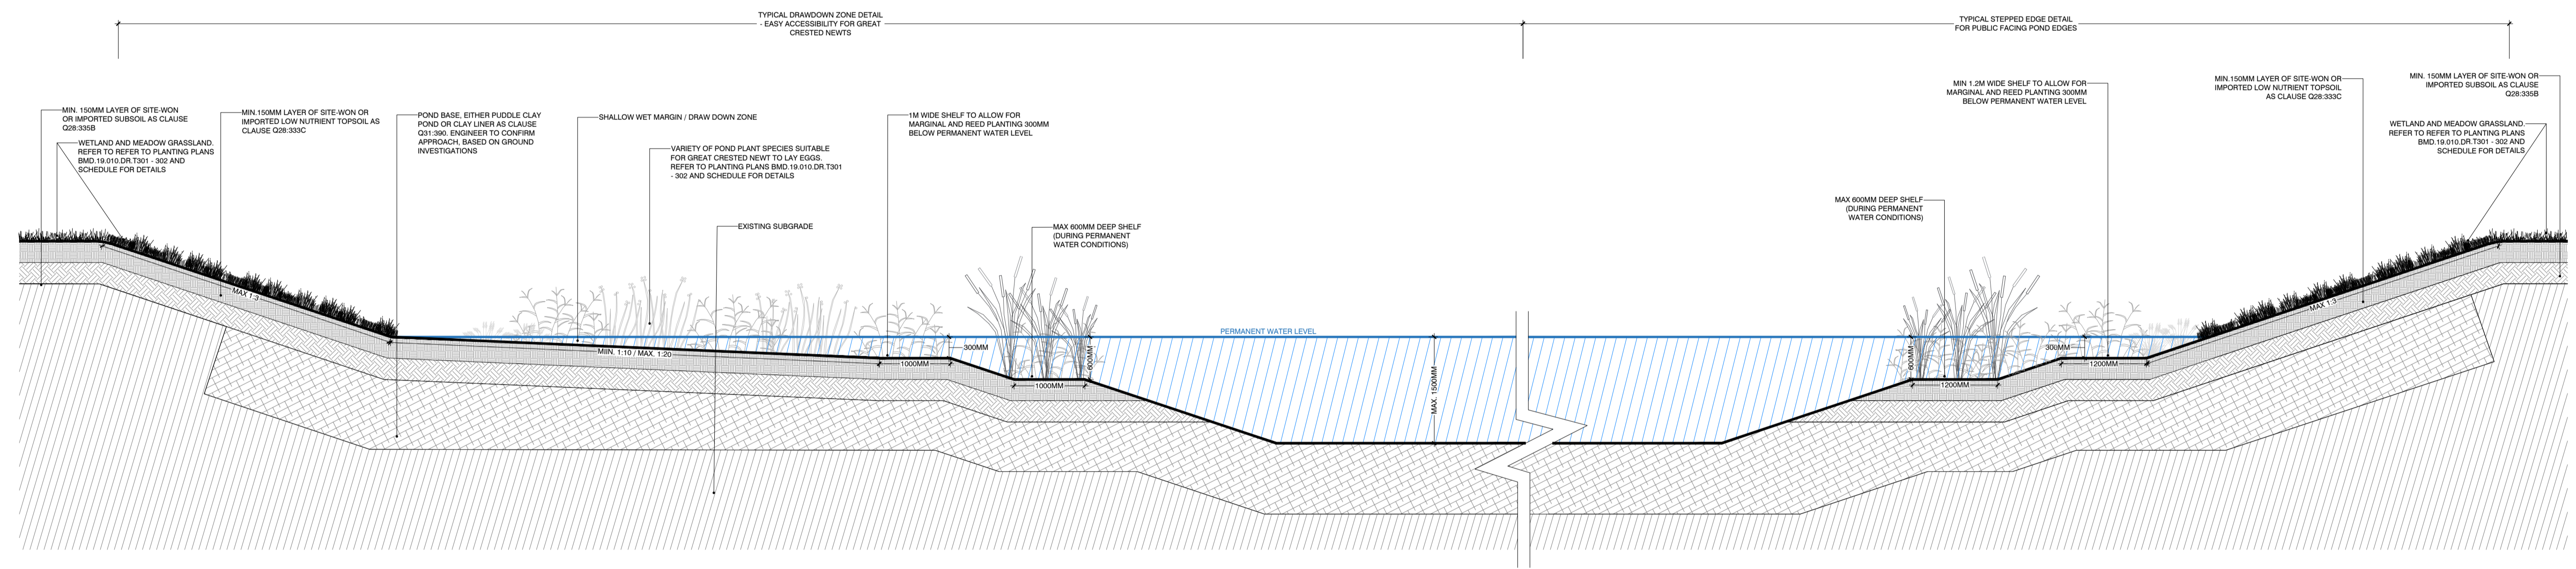 TYPICAL DRAWDOWN ZONE DETAIL
- EASY ACCESSIBILITY FOR GREAT
CRESTED NEWTS
TYPICAL STEPPED EDGE DETAIL
FOR PUBLIC FACING POND EDGES
MIN. 150MM LAYER OF SITE-WON
OR IMPORTED SUBSOIL AS CLAUSE
Q28:335B
WETLAND AND MEADOW GRASSLAND.
REFER TO REFER TO PLANTING PLANS
BMD.19.010.DR.T301 - 302 AND
SCHEDULE FOR DETAILS
MIN.150MM LAYER OF SITE-WON OR
IMPORTED LOW NUTRIENT TOPSOIL AS
CLAUSE Q28:333C
POND BASE, EITHER PUDDLE CLAY
POND OR CLAY LINER AS CLAUSE
Q31:390. ENGINEER TO CONFIRM
APPROACH, BASED ON GROUND
INVESTIGATIONS
SHALLOW WET MARGIN / DRAW DOWN ZONE
VARIETY OF POND PLANT SPECIES SUITABLE
FOR GREAT CRESTED NEWT TO LAY EGGS.
REFER TO PLANTING PLANS BMD.19.010.DR.T301
- 302 AND SCHEDULE FOR DETAILS
EXISTING SUBGRADE
1M WIDE SHELF TO ALLOW FOR
MARGINAL AND REED PLANTING 300MM
BELOW PERMANENT WATER LEVEL
MAX 600MM DEEP SHELF
(DURING PERMANENT
WATER CONDITIONS)
MAX 600MM DEEP SHELF
(DURING PERMANENT
WATER CONDITIONS)
MIN 1.2M WIDE SHELF TO ALLOW FOR
MARGINAL AND REED PLANTING 300MM
BELOW PERMANENT WATER LEVEL
MIN.150MM LAYER OF SITE-WON OR
IMPORTED LOW NUTRIENT TOPSOIL
AS CLAUSE Q28:333C
MIN. 150MM LAYER OF SITE-WON OR
IMPORTED SUBSOIL AS CLAUSE
Q28:335B
WETLAND AND MEADOW GRASSLAND.
REFER TO REFER TO PLANTING PLANS
BMD.19.010.DR.T301 - 302 AND
SCHEDULE FOR DETAILS
MAX 1:3
MIIN. 1:10 / MAX. 1:20
1000MM
300MM
1000MM
600MM
PERMANENT WATER LEVEL
MAX. 1500MM
600MM
1200MM
300MM
1200MM
MAX 1:3